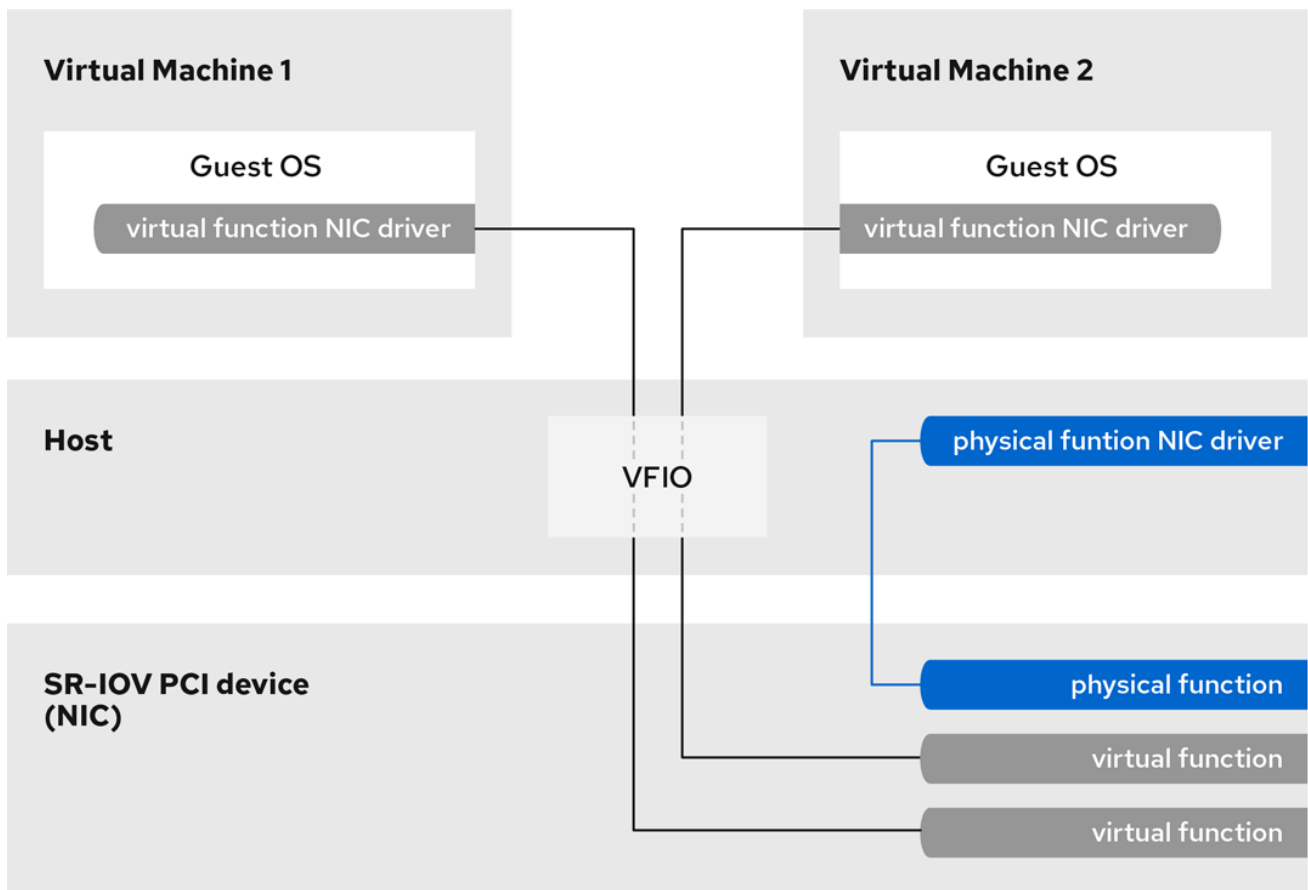 Virtual Machine 1
Guest OS
virtual function NIC driver
Virtual Machine 2
Guest OS
virtual function NIC driver
Host
VFIO
physical funtion NIC driver
SR-IOV PCI device
(NIC)
physical function
virtual function
virtual function